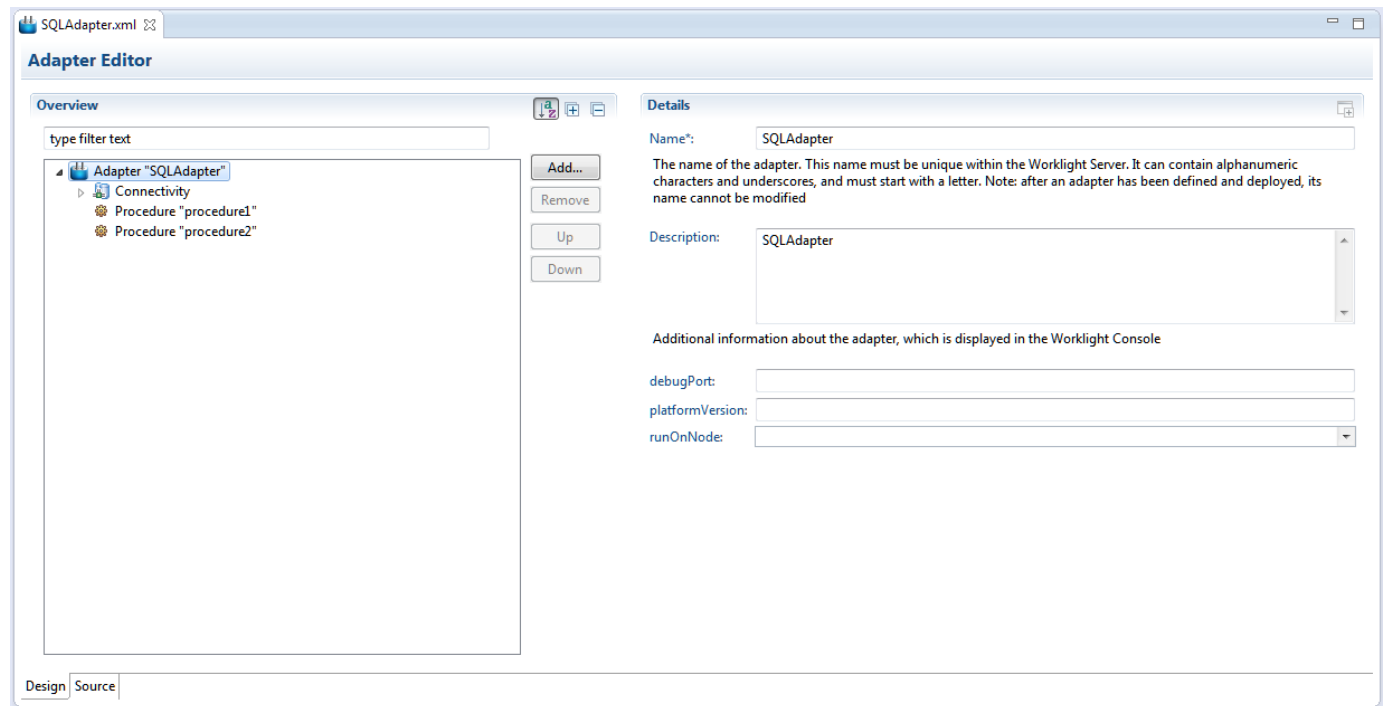 SQLAdapter.xml
Adapter Editor
Overview
type filter text
Adapter "SQLAdapter"
Connectivity
Procedure "procedure1"
Procedure "procedure2"
Add...
Remove
Up
Down
Details
Name*: SQLAdapter
The name of the adapter. This name must be unique within the Worklight Server. It can contain alphanumeric
characters and underscores, and must start with a letter. Note: after an adapter has been defined and deployed, its
name cannot be modified
Description: SQLAdapter
Additional information about the adapter, which is displayed in the Worklight Console
debugPort:
platformVersion:
runOnNode:
Design Source